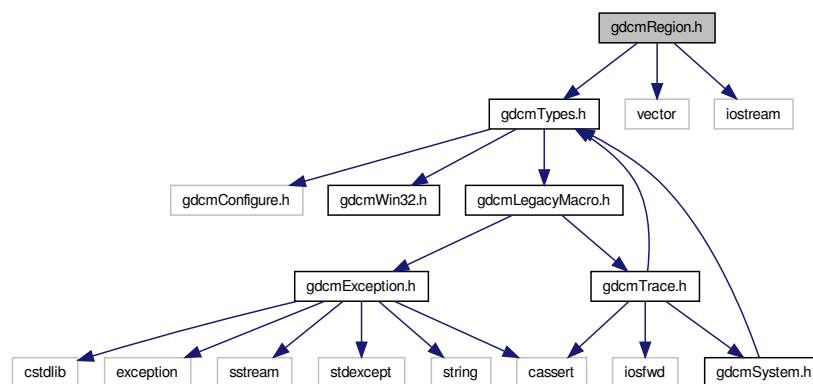 gdcmRegion.h
gdcmTypes.h
vector
iostream
gdcmConfigure.h
gdcmWin32.h
gdcmLegacyMacro.h
gdcmException.h
gdcmTrace.h
cstdlib
exception
sstream
stdexcept
string
cassert
iosfwd
gdcmSystem.h